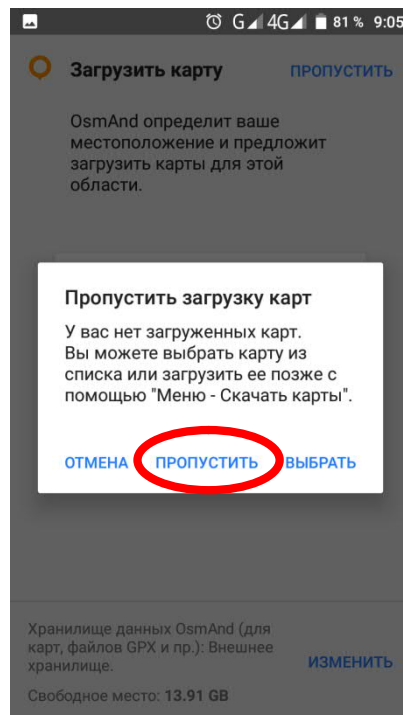 G 4G 81 % 9:05
Загрузить карту ПРОПУСТИТЬ
OsmAnd определит ваше
местоположение и предложит
загрузить карты для этой
области.
Пропустить загрузку карт
У вас нет загруженных карт.
Вы можете выбрать карту из
списка или загрузить ее позже с
помощью "Меню - Скачать карты".
ОТМЕНА ПРОПУСТИТЬ ВЫБРАТЬ
Хранилище данных OsmAnd (для
карт, файлов GPX и пр.): Внешнее
хранилище. ИЗМЕНИТЬ
Свободное место: 13.91 GB